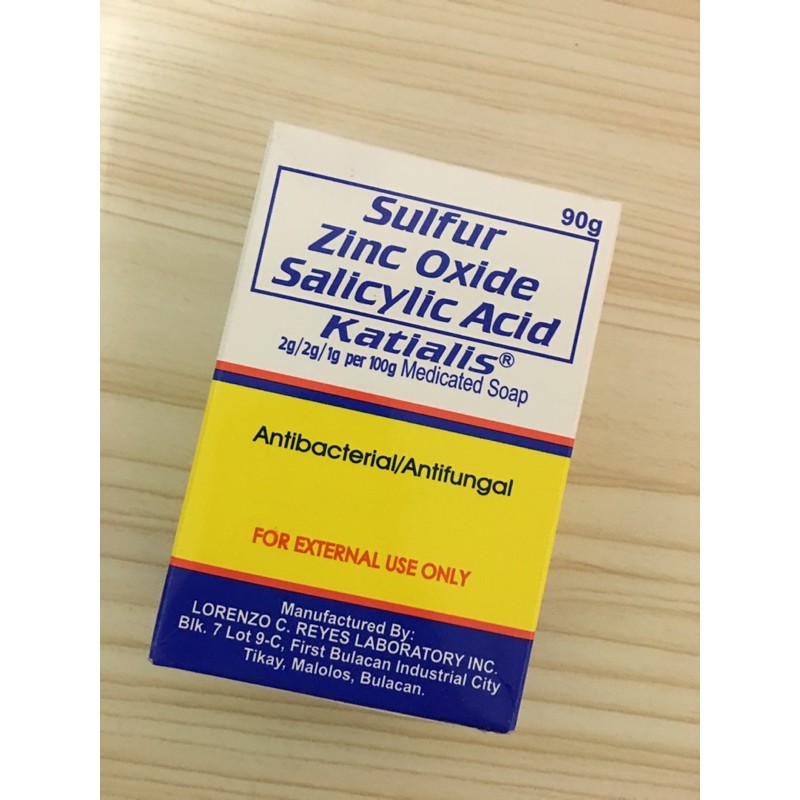 90g
Sulfur
Zinc Oxide
Salicylic Acid
Katialis®
2g/2g/1g per 100g Medicated Soap
Antibacterial/Antifungal
FOR EXTERNAL USE ONLY
Manufactured By:
LORENZO C. REYES LABORATORY INC.
Blk. 7 Lot 9-C, First Bulacan Industrial City
Tikay, Malolos, Bulacan.